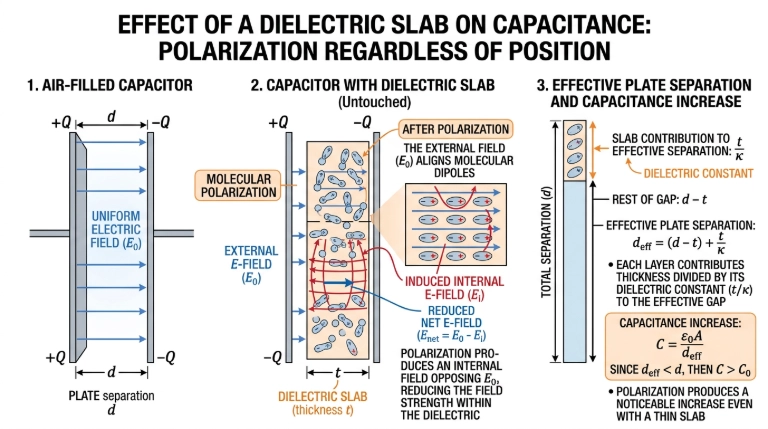 EFFECT OF A DIELECTRIC SLAB ON CAPACITANCE:
POLARIZATION REGARDLESS OF POSITION
1. AIR-FILLED CAPACITOR
+Q d -Q
UNIFORM
ELECTRIC
FIELD (E₀)
+Q -Q
d
PLATE separation
d
2. CAPACITOR WITH DIELECTRIC SLAB
(Untouched)
+Q -Q
MOLECULAR
POLARIZATION
EXTERNAL
E-FIELD
(E₀)
-Q -Q
t
DIELECTRIC SLAB
(thickness t)
AFTER POLARIZATION
THE EXTERNAL FIELD
(E₀) ALIGNS MOLECULAR
DIPOLES
INDUCED INTERNAL
E-FIELD (Eᵢ)
REDUCED
NET E-FIELD
(Eₙₑₜ = E₀ - Eᵢ)
POLARIZATION PRO-
DUCES AN INTERNAL
FIELD OPPOSING E₀,
REDUCING THE FIELD
STRENGTH WITHIN
THE DIELECTRIC
3. EFFECTIVE PLATE SEPARATION
AND CAPACITANCE INCREASE
TOTAL SEPARATION (d)
SLAB CONTRIBUTION TO
EFFECTIVE SEPARATION: t/κ
DIELECTRIC CONSTANT
REST OF GAP: d – t
EFFECTIVE PLATE SEPARATION:
d_eff = (d – t) + t/κ
• EACH LAYER CONTRIBUTES
THICKNESS DIVIDED BY ITS
DIELECTRIC CONSTANT (t/κ)
TO THE EFFECTIVE GAP
CAPACITANCE INCREASE:
C = ε₀A/d_eff
SINCE d_eff < d, THEN C > C₀
• POLARIZATION PRODUCES A
NOTICEABLE INCREASE EVEN
WITH A THIN SLAB